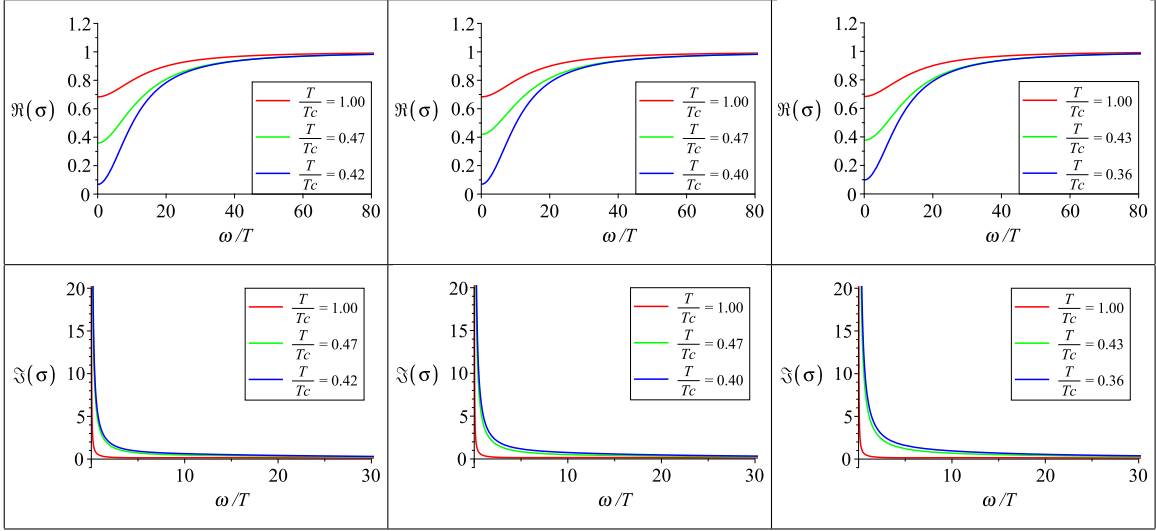 1.2
1
0.8
0.6
0.4
0.2
0
ℜ(σ)
T/Tc = 1.00
T/Tc = 0.47
T/Tc = 0.42
0 20 40 60 80
ω/T
1.2
1
0.8
0.6
0.4
0.2
0
ℜ(σ)
T/Tc = 1.00
T/Tc = 0.47
T/Tc = 0.40
0 20 40 60 80
ω/T
1.2
1
0.8
0.6
0.4
0.2
0
ℜ(σ)
T/Tc = 1.00
T/Tc = 0.43
T/Tc = 0.36
0 20 40 60 80
ω/T
20
15
10
5
0
ℑ(σ)
T/Tc = 1.00
T/Tc = 0.47
T/Tc = 0.42
10 20 30
ω/T
20
15
10
5
0
ℑ(σ)
T/Tc = 1.00
T/Tc = 0.47
T/Tc = 0.40
10 20 30
ω/T
20
15
10
5
0
ℑ(σ)
T/Tc = 1.00
T/Tc = 0.43
T/Tc = 0.36
10 20 30
ω/T